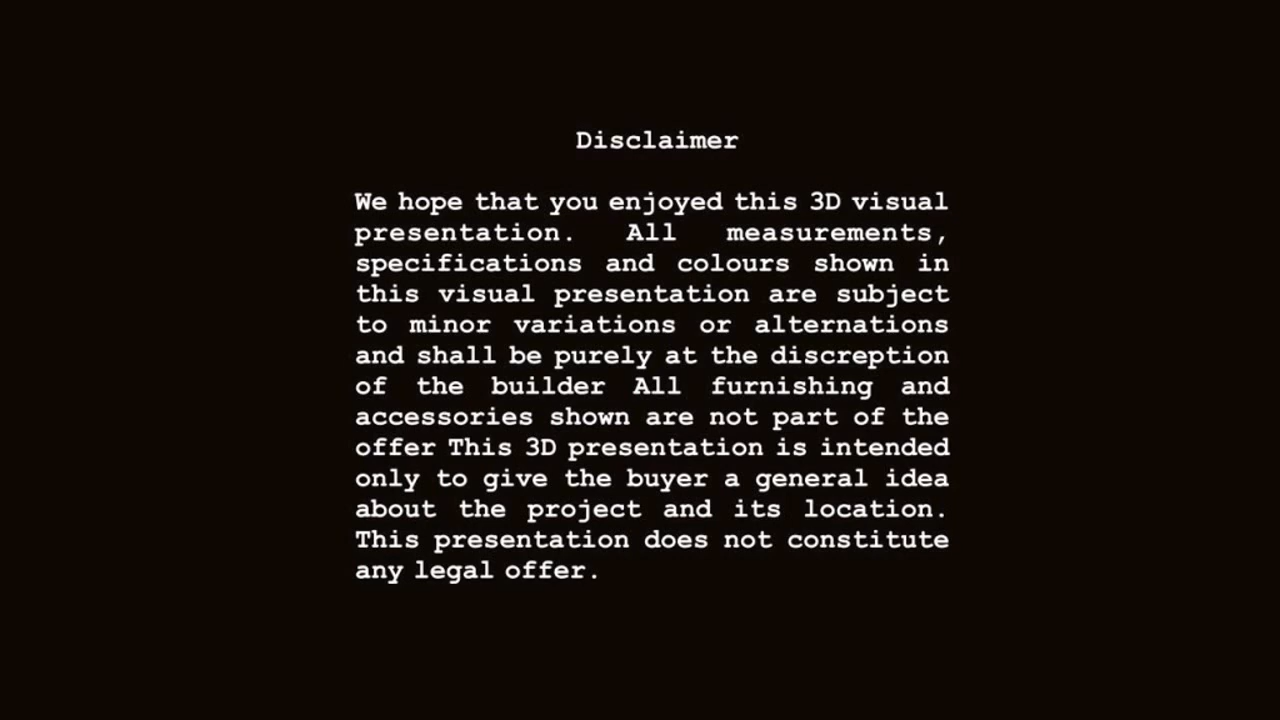 Disclaimer
We hope that you enjoyed this 3D visual
presentation. All measurements,
specifications and colours shown in
this visual presentation are subject
to minor variations or alternations
and shall be purely at the discreption
of the builder All furnishing and
accessories shown are not part of the
offer This 3D presentation is intended
only to give the buyer a general idea
about the project and its location.
This presentation does not constitute
any legal offer.